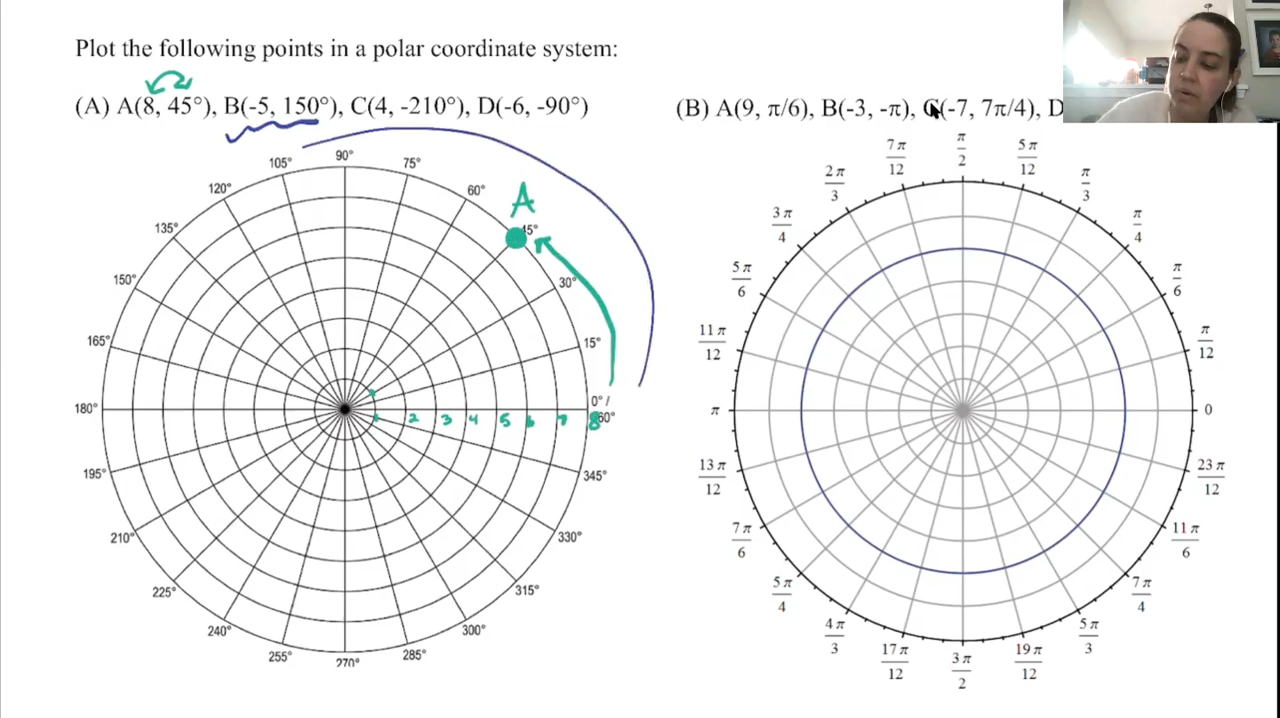 Plot the following points in a polar coordinate system:
(A) A(8, 45°), B(-5, 150°), C(4, -210°), D(-6, -90°)
(B) A(9, π/6), B(-3, -π), C(-7, 7π/4), D
A
90°
105°
75°
120°
60°
135°
45°
150°
30°
165°
15°
180°
0° /
1 2 3 4 5 6 7 8
60°
195°
345°
210°
330°
225°
315°
240°
300°
255°
285°
270°
π/2
7π/12
5π/12
2π/3
π/3
3π/4
π/4
5π/6
π/6
11π/12
π/12
π
0
13π/12
23π/12
7π/6
11π/6
5π/4
7π/4
4π/3
5π/3
17π/12
19π/12
3π/2